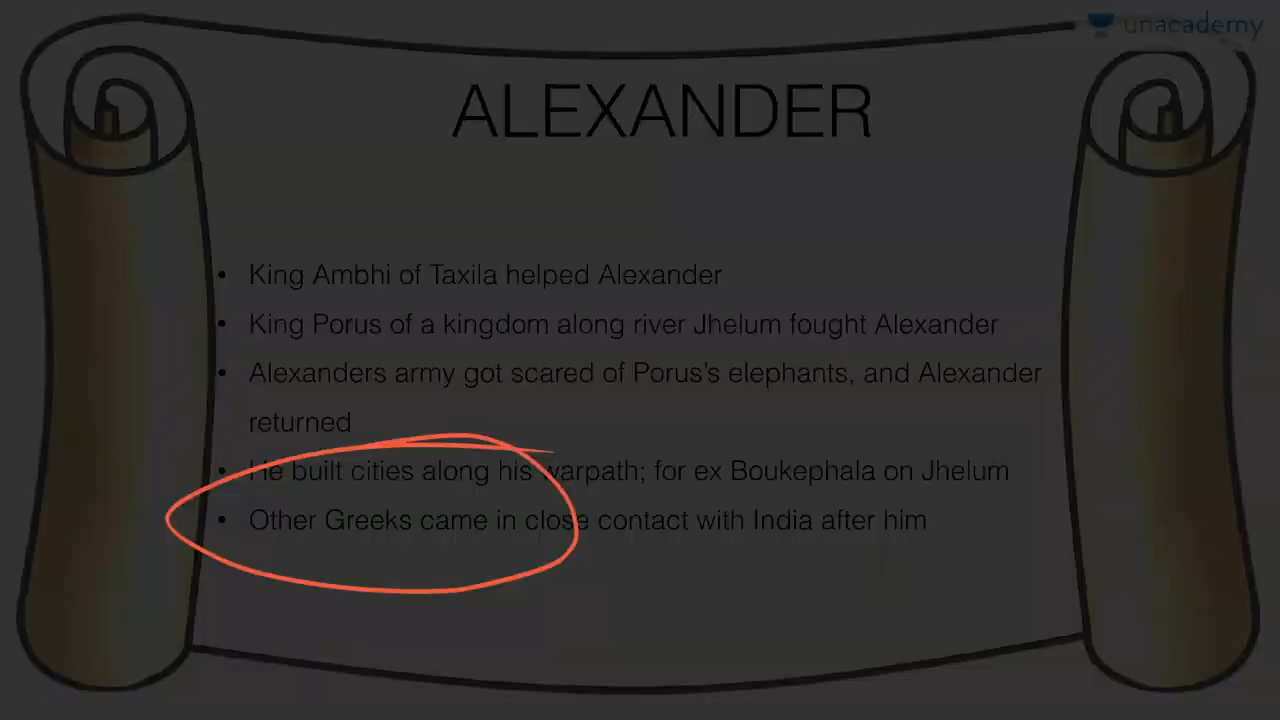 unacademy
ALEXANDER
• King Ambhi of Taxila helped Alexander
• King Porus of a kingdom along river Jhelum fought Alexander
• Alexanders army got scared of Porus's elephants, and Alexander
returned
• He built cities along his warpath; for ex Boukephala on Jhelum
• Other Greeks came in close contact with India after him